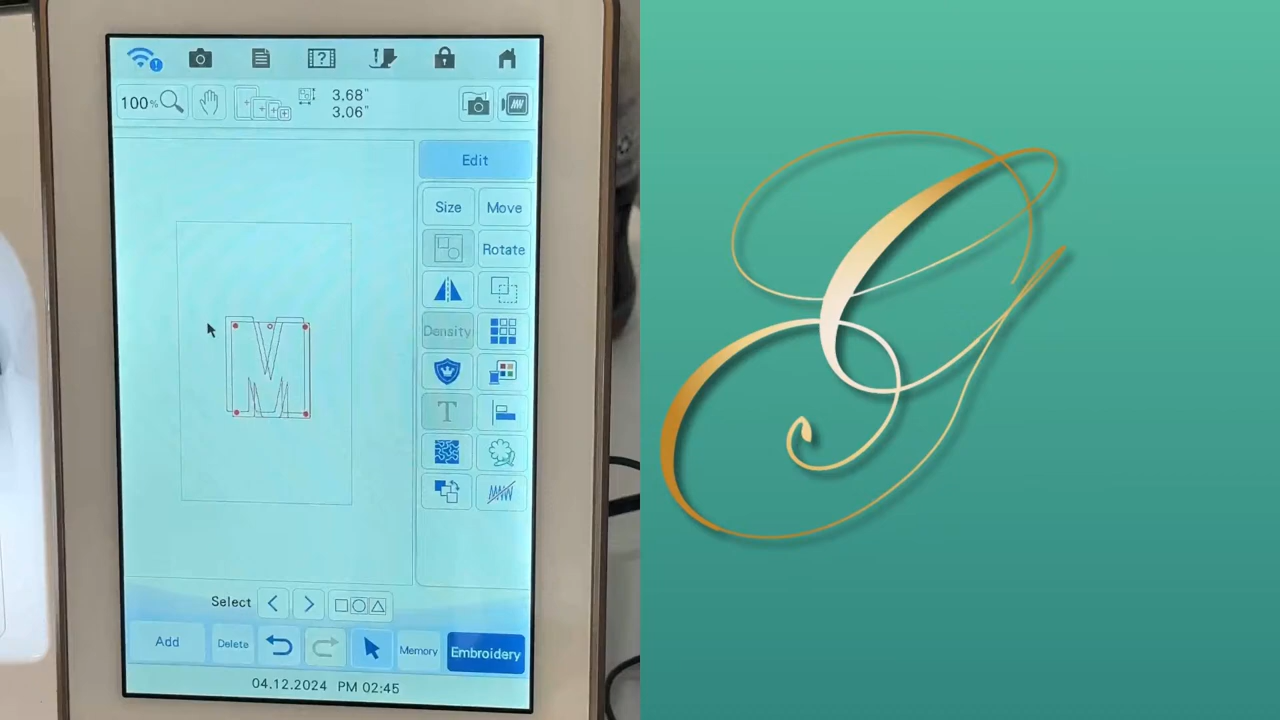 100%
3.68"
3.06"
Edit
Size Move
Rotate
Density
T
Select
Add Delete Memory Embroidery
04.12.2024 PM 02:45
M
G